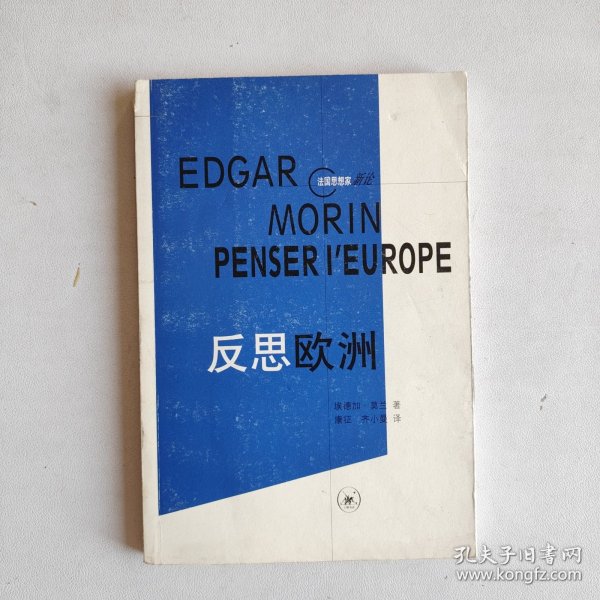 EDGAR
法国思想家新论
MORIN
PENSER l'EUROPE
反思欧洲
埃德加·莫兰 著
康征 齐小曼 译
孔夫子旧书网
www.kongfz.com